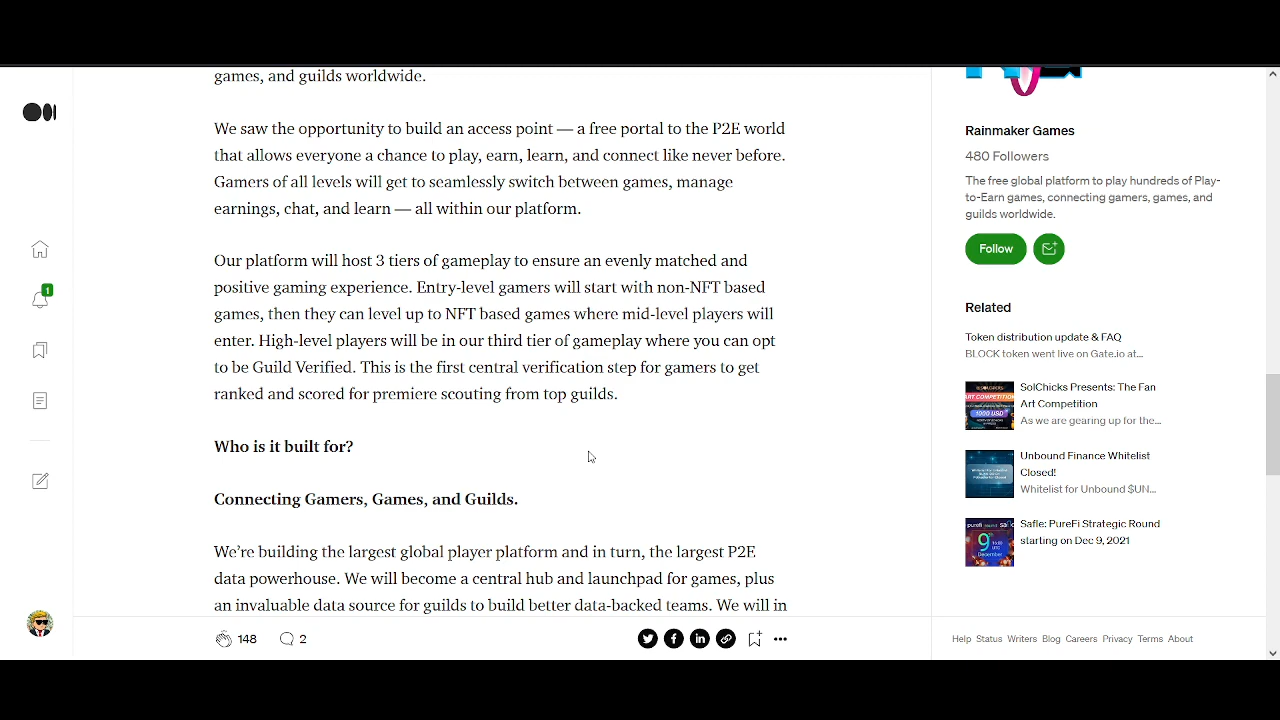 games, and guilds worldwide.
We saw the opportunity to build an access point — a free portal to the P2E world
that allows everyone a chance to play, earn, learn, and connect like never before.
Gamers of all levels will get to seamlessly switch between games, manage
earnings, chat, and learn — all within our platform.
Our platform will host 3 tiers of gameplay to ensure an evenly matched and
positive gaming experience. Entry-level gamers will start with non-NFT based
games, then they can level up to NFT based games where mid-level players will
enter. High-level players will be in our third tier of gameplay where you can opt
to be Guild Verified. This is the first central verification step for gamers to get
ranked and scored for premiere scouting from top guilds.
Who is it built for?
Connecting Gamers, Games, and Guilds.
We're building the largest global player platform and in turn, the largest P2E
data powerhouse. We will become a central hub and launchpad for games, plus
an invaluable data source for guilds to build better data-backed teams. We will in
148
2
1
Rainmaker Games
480 Followers
The free global platform to play hundreds of Play-
to-Earn games, connecting gamers, games, and
guilds worldwide.
Follow
Related
Token distribution update & FAQ
BLOCK token went live on Gate.io at...
SolChicks Presents: The Fan
Art Competition
As we are gearing up for the...
ART COMPETITION
1000 USD
Unbound Finance Whitelist
Closed!
Whitelist for Unbound $UN...
Safle: PureFi Strategic Round
starting on Dec 9, 2021
purefi
9
December
Help Status Writers Blog Careers Privacy Terms About